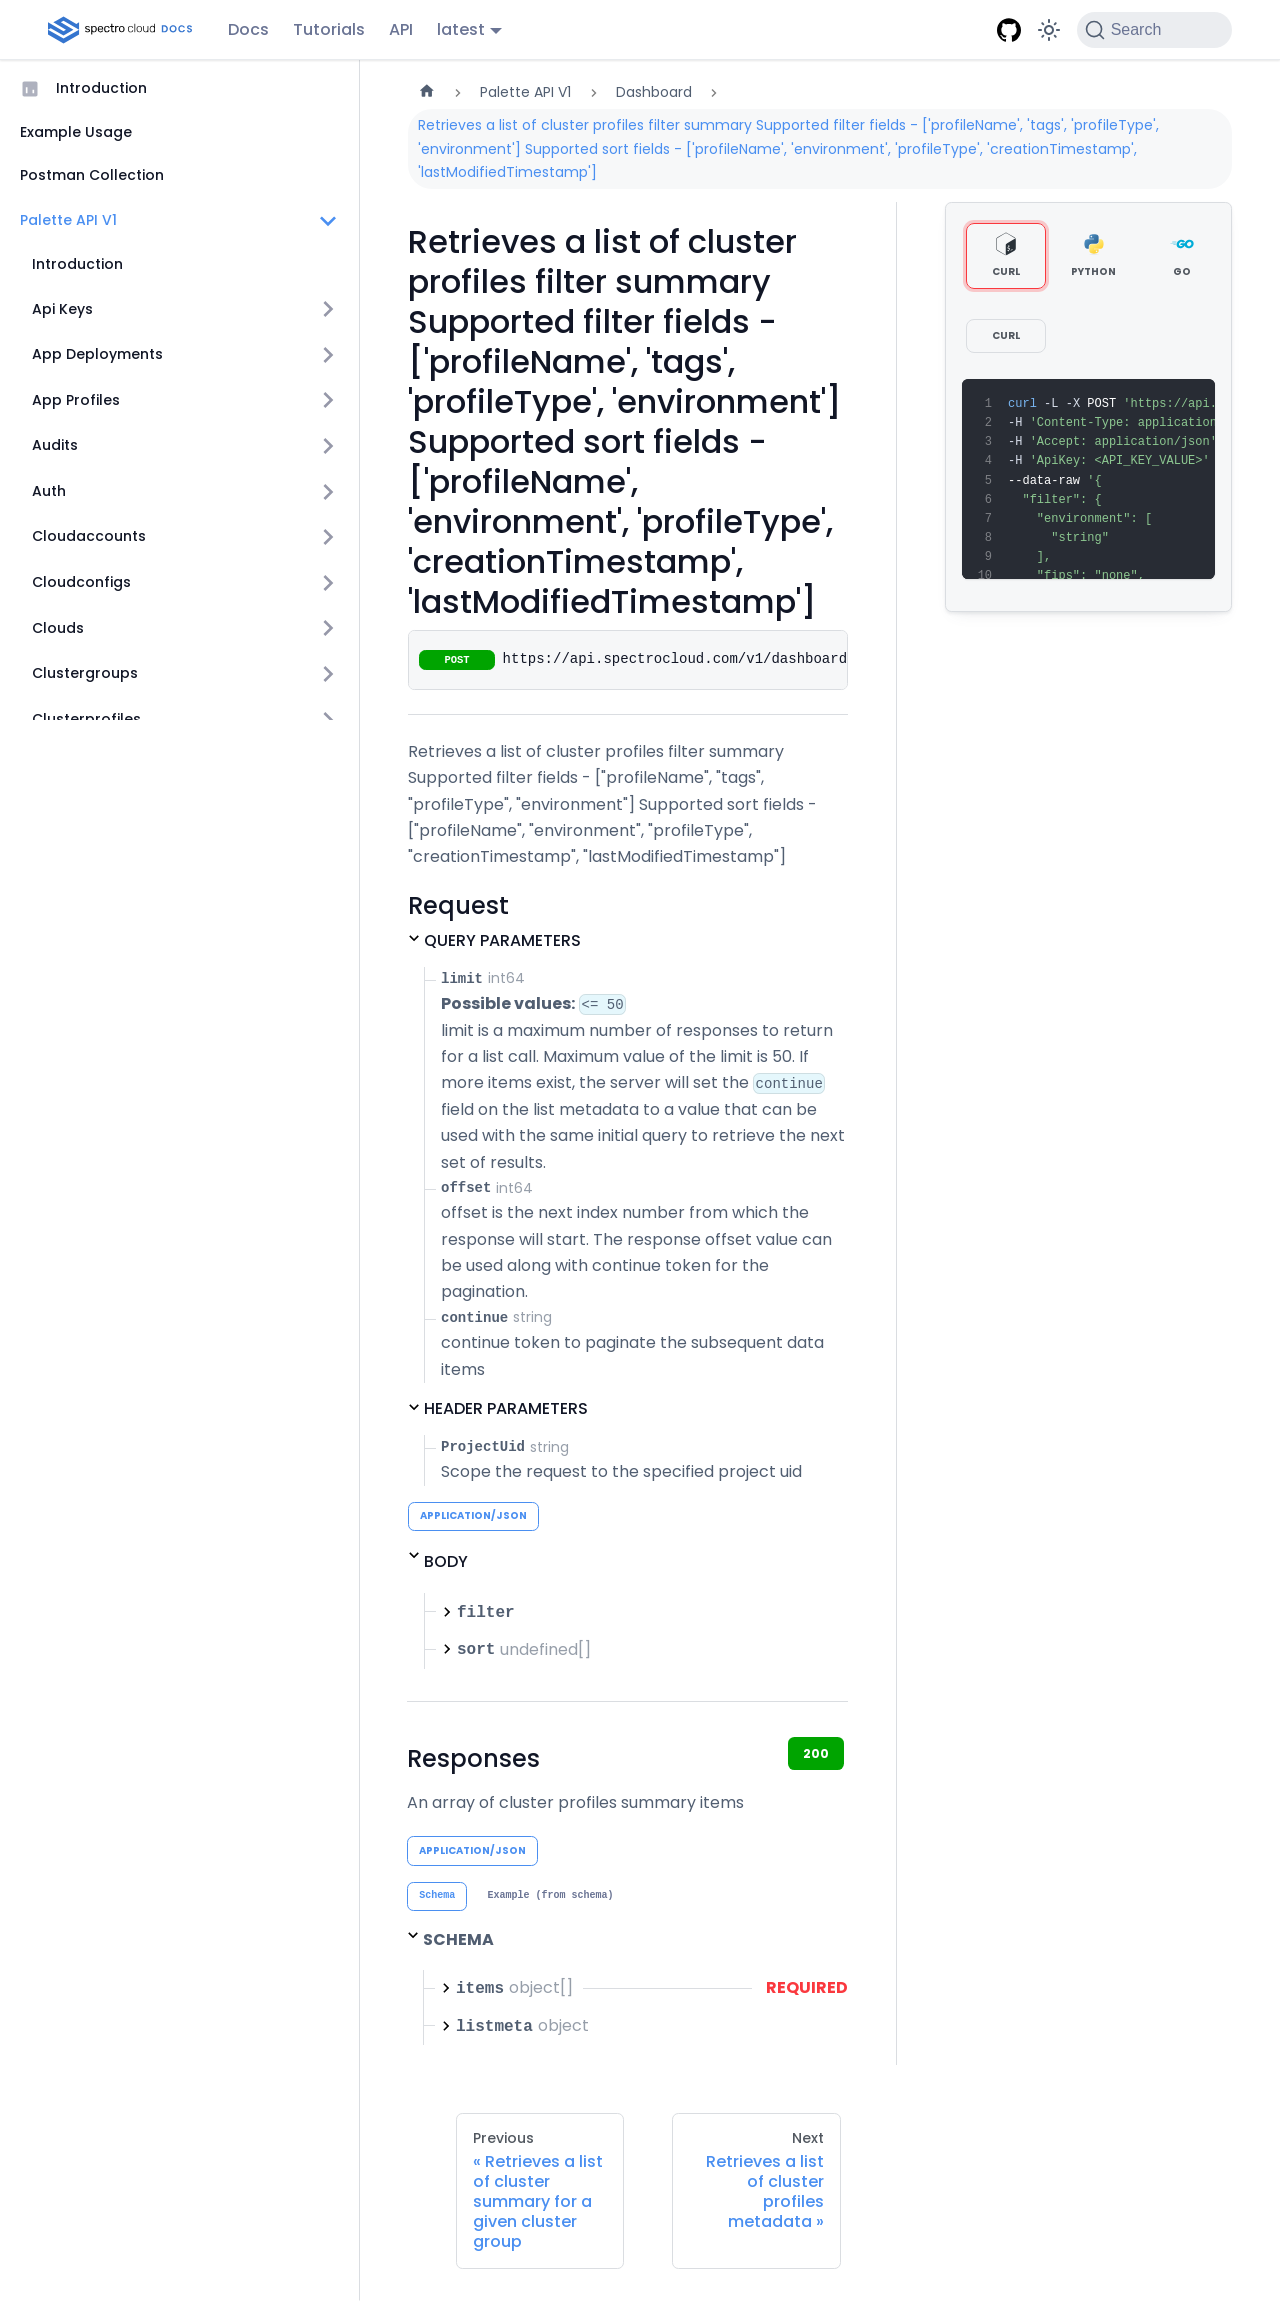 spectro cloud DOCS
Docs
Tutorials
API
latest
Search
Introduction
Example Usage
Postman Collection
Palette API V1
Introduction
Api Keys
App Deployments
App Profiles
Audits
Auth
Cloudaccounts
Cloudconfigs
Clouds
Clustergroups
Clusterprofiles
Palette API V1
Dashboard
Retrieves a list of cluster profiles filter summary Supported filter fields - ['profileName', 'tags', 'profileType',
'environment'] Supported sort fields - ['profileName', 'environment', 'profileType', 'creationTimestamp',
'lastModifiedTimestamp']
Retrieves a list of cluster
profiles filter summary
Supported filter fields -
['profileName', 'tags',
'profileType', 'environment']
Supported sort fields -
['profileName',
'environment', 'profileType',
'creationTimestamp',
'lastModifiedTimestamp']
POST https://api.spectrocloud.com/v1/dashboard
Retrieves a list of cluster profiles filter summary
Supported filter fields - ["profileName", "tags",
"profileType", "environment"] Supported sort fields -
["profileName", "environment", "profileType",
"creationTimestamp", "lastModifiedTimestamp"]
Request
QUERY PARAMETERS
limit int64
Possible values: <= 50
limit is a maximum number of responses to return
for a list call. Maximum value of the limit is 50. If
more items exist, the server will set the continue
field on the list metadata to a value that can be
used with the same initial query to retrieve the next
set of results.
offset int64
offset is the next index number from which the
response will start. The response offset value can
be used along with continue token for the
pagination.
continue string
continue token to paginate the subsequent data
items
HEADER PARAMETERS
ProjectUid string
Scope the request to the specified project uid
APPLICATION/JSON
BODY
filter
sort undefined[]
Responses
200
An array of cluster profiles summary items
APPLICATION/JSON
Schema
Example (from schema)
SCHEMA
items object[] REQUIRED
listmeta object
CURL
PYTHON
GO
GO
CURL
1 curl -L -X POST 'https://api.
2 -H 'Content-Type: application
3 -H 'Accept: application/json'
4 -H 'ApiKey: <API_KEY_VALUE>'
5 --data-raw '{
6 "filter": {
7 "environment": [
8 "string"
9 ],
10 "fips": "none",
Previous
« Retrieves a list
of cluster
summary for a
given cluster
group
Next
Retrieves a list
of cluster
profiles
metadata »